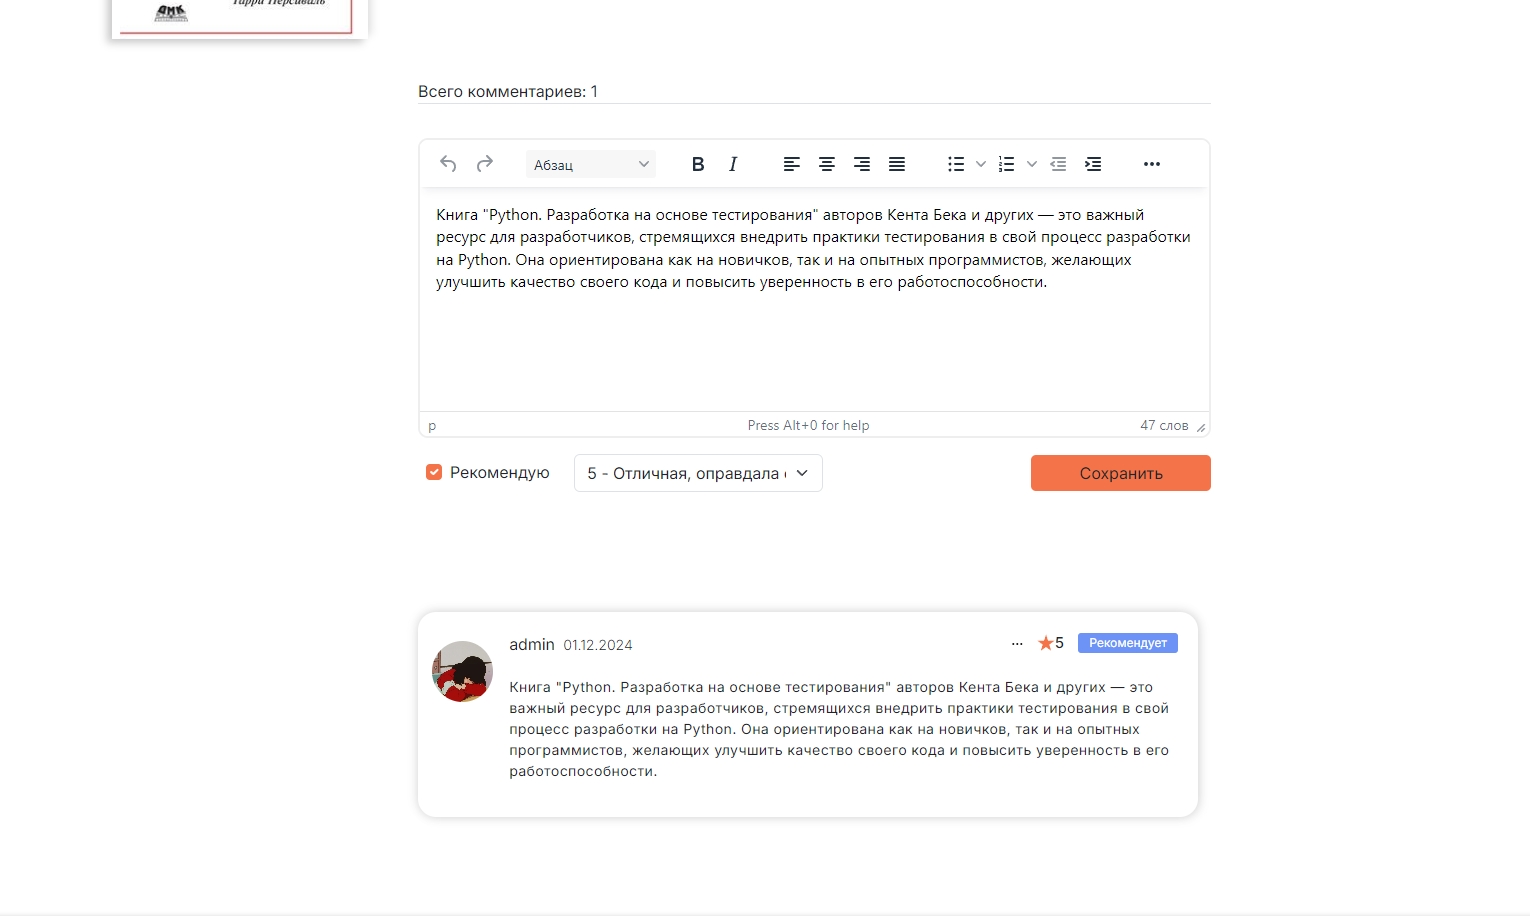 ДМК
Гарри Персиваль
Всего комментариев: 1
Абзац
B I
Книга "Python. Разработка на основе тестирования" авторов Кента Бека и других — это важный
ресурс для разработчиков, стремящихся внедрить практики тестирования в свой процесс разработки
на Python. Она ориентирована как на новичков, так и на опытных программистов, желающих
улучшить качество своего кода и повысить уверенность в его работоспособности.
p Press Alt+0 for help 47 слов
Рекомендую 5 - Отличная, оправдала Сохранить
admin 01.12.2024 ... 5 Рекомендует
Книга "Python. Разработка на основе тестирования" авторов Кента Бека и других — это
важный ресурс для разработчиков, стремящихся внедрить практики тестирования в свой
процесс разработки на Python. Она ориентирована как на новичков, так и на опытных
программистов, желающих улучшить качество своего кода и повысить уверенность в его
работоспособности.